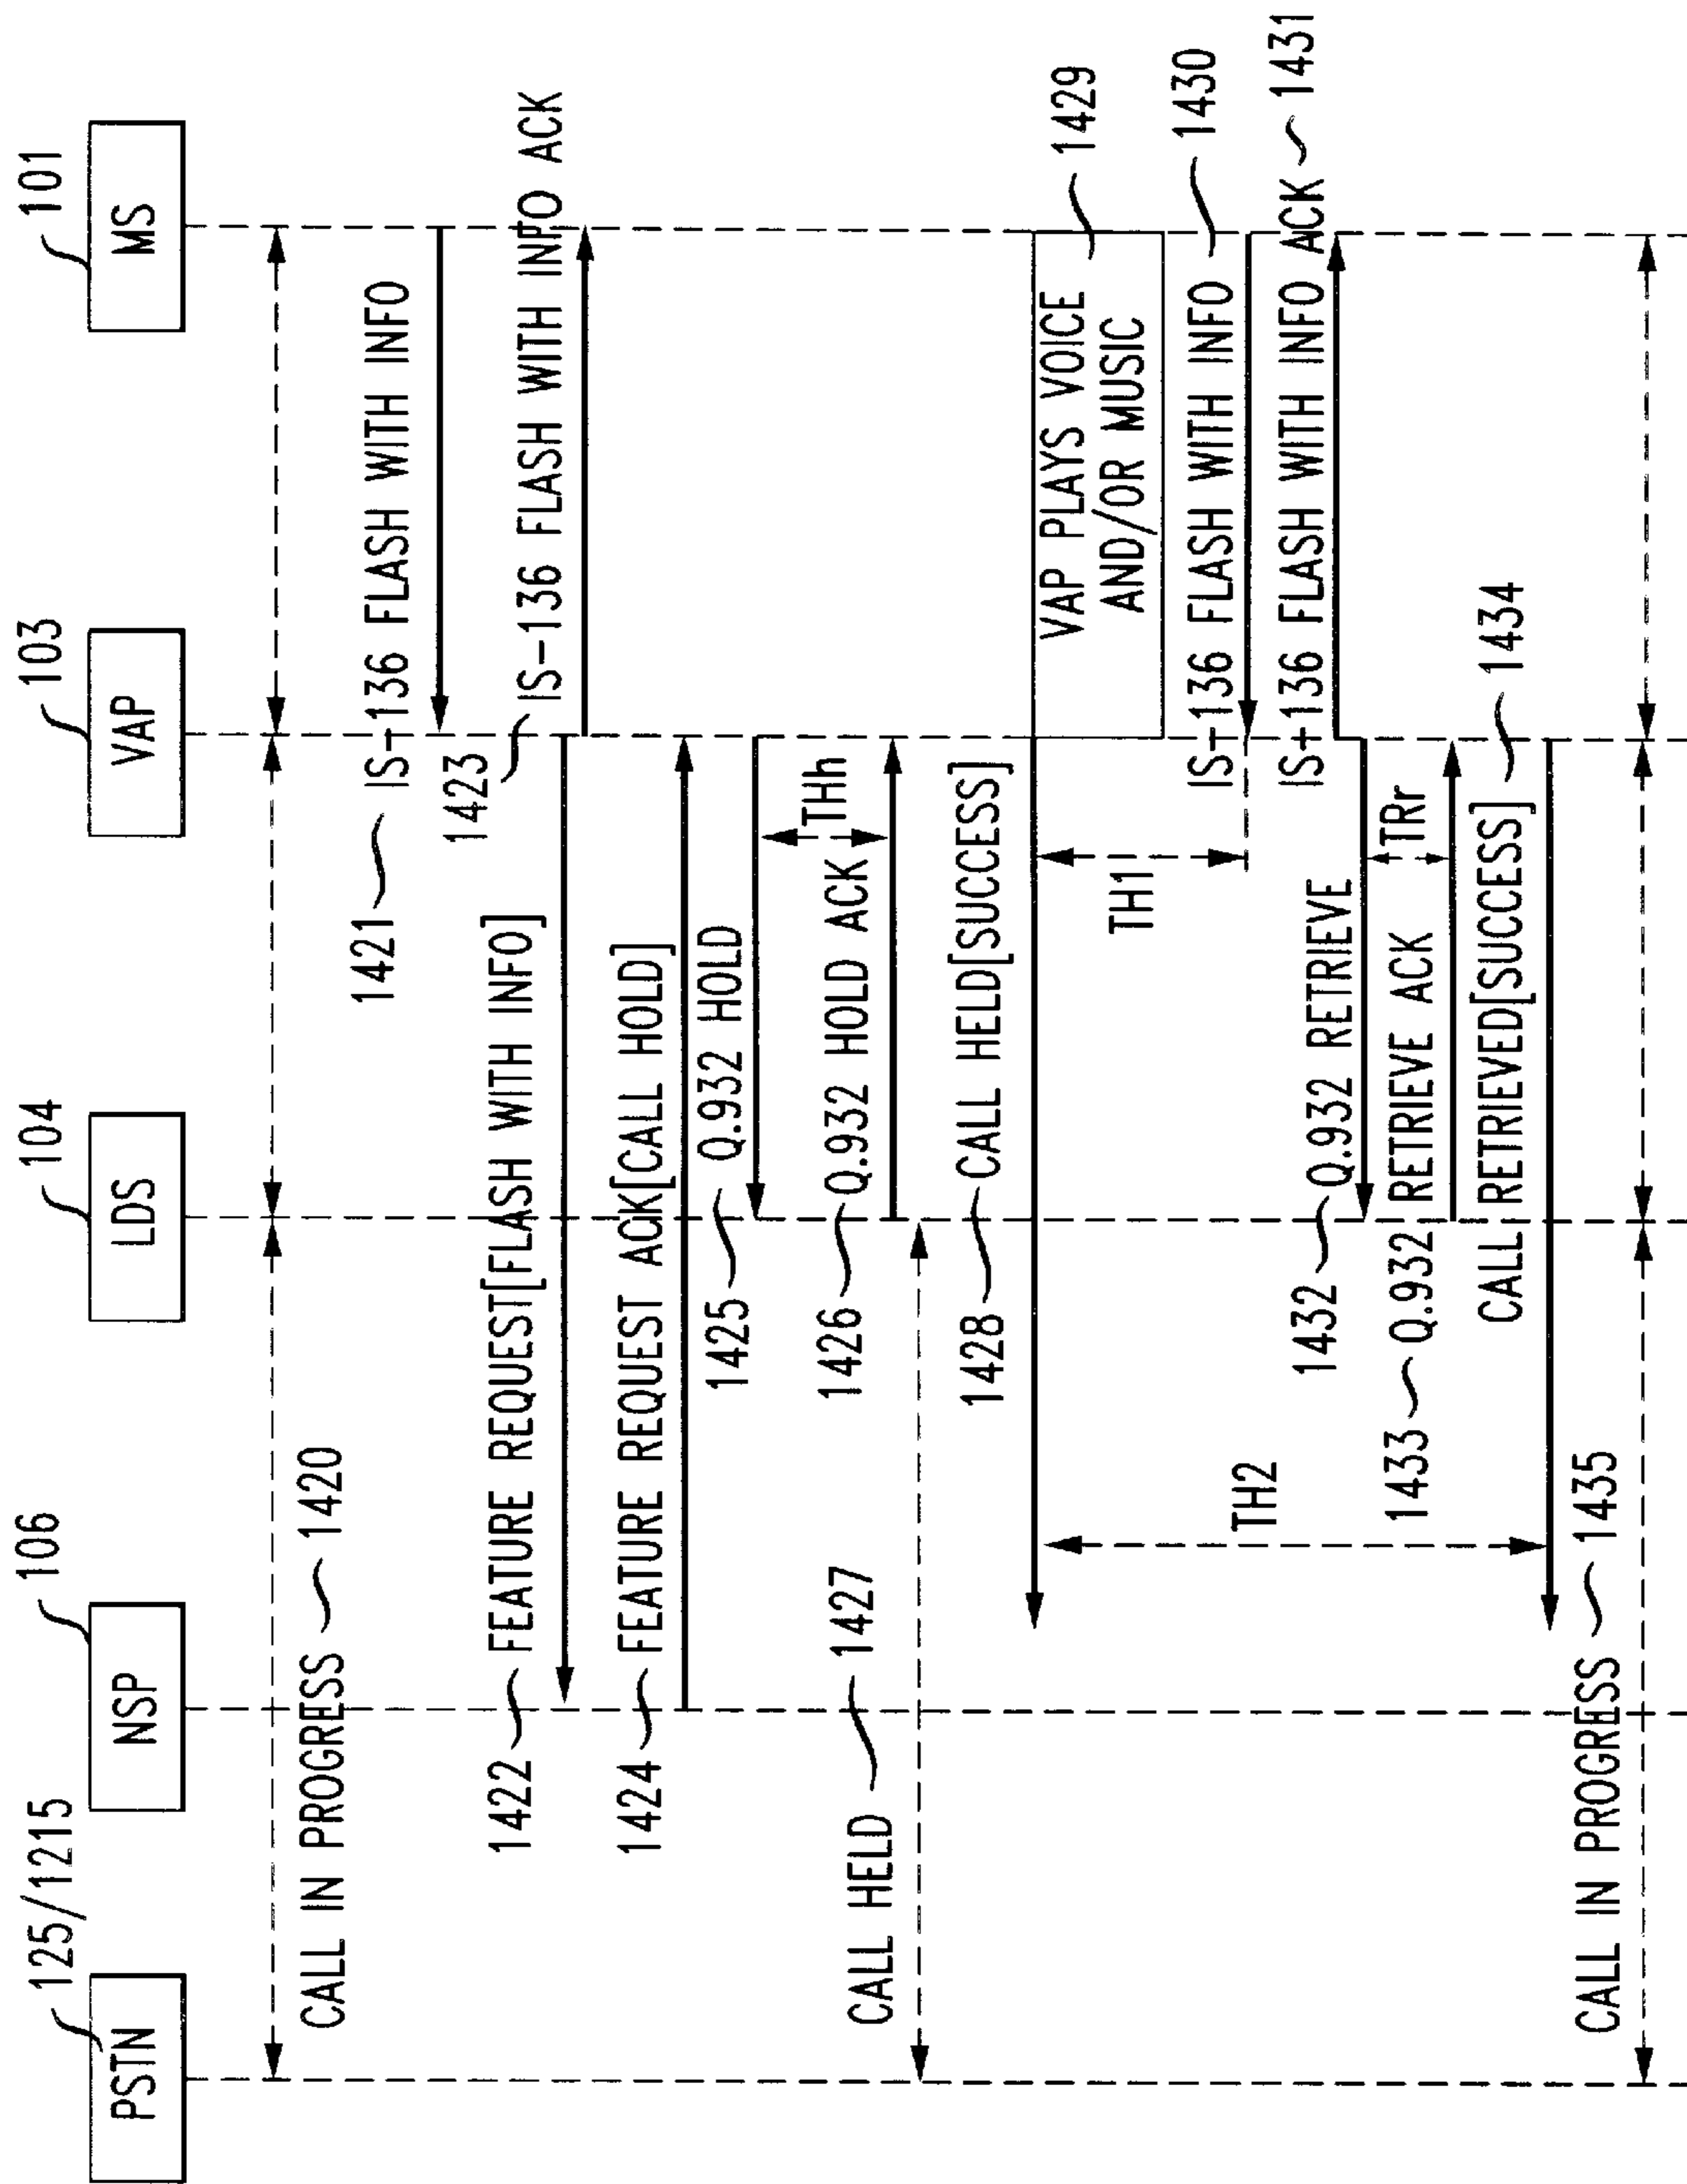 125/1215
PSTN
106
NSP
104
LDS
103
VAP
101
MS
CALL IN PROGRESS 1420
1421 IS-136 FLASH WITH INFO
1422 FEATURE REQUEST[FLASH WITH INFO]
1423 IS-136 FLASH WITH INFO ACK
1424 FEATURE REQUEST ACK[CALL HOLD]
1425 Q.932 HOLD
THh
1426 Q.932 HOLD ACK
CALL HELD 1427
1428 CALL HELD[SUCCESS]
VAP PLAYS VOICE
AND/OR MUSIC
1429
TH1
TH2
IS-136 FLASH WITH INFO 1430
IS-136 FLASH WITH INFO ACK 1431
1432 Q.932 RETRIEVE
TRr
1433 Q.932 RETRIEVE ACK
CALL RETRIEVED[SUCCESS] 1434
CALL IN PROGRESS 1435